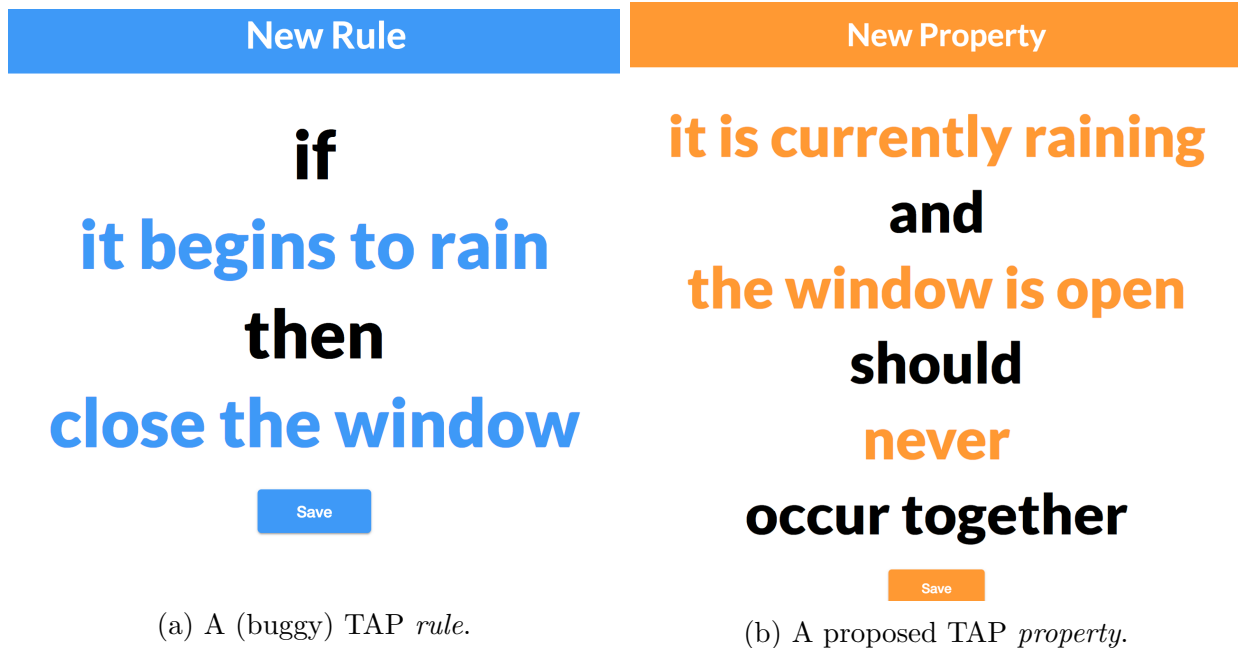 New Rule
if
it begins to rain
then
close the window
Save
(a) A (buggy) TAP rule.
New Property
it is currently raining
and
the window is open
should
never
occur together
Save
(b) A proposed TAP property.